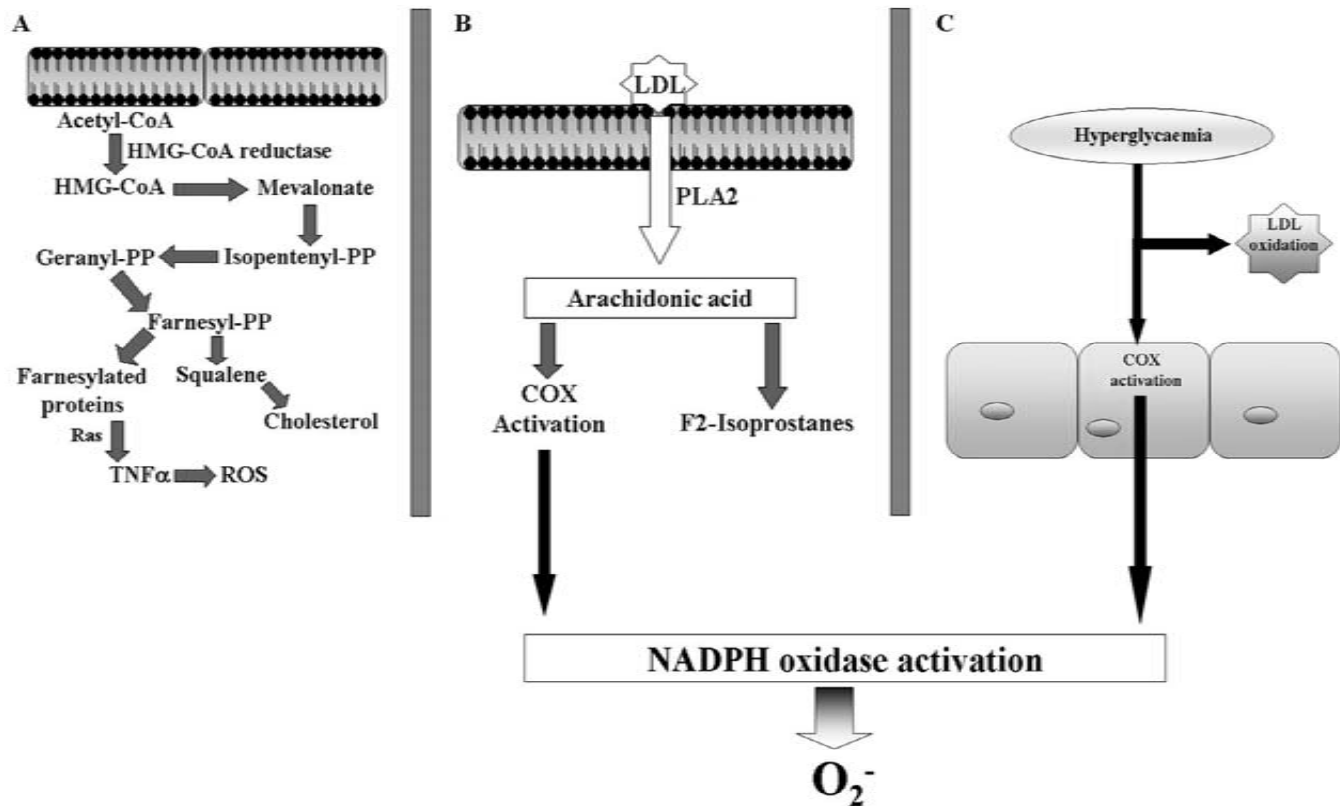 A
Acetyl-CoA
HMG-CoA reductase
HMG-CoA
Mevalonate
Geranyl-PP
Isopentenyl-PP
Farnesyl-PP
Farnesylated
proteins
Squalene
Cholesterol
Ras
TNFα
ROS
B
LDL
PLA2
Arachidonic acid
COX
Activation
F2-Isoprostanes
C
Hyperglycaemia
LDL
oxidation
COX
activation
NADPH oxidase activation
O₂⁻